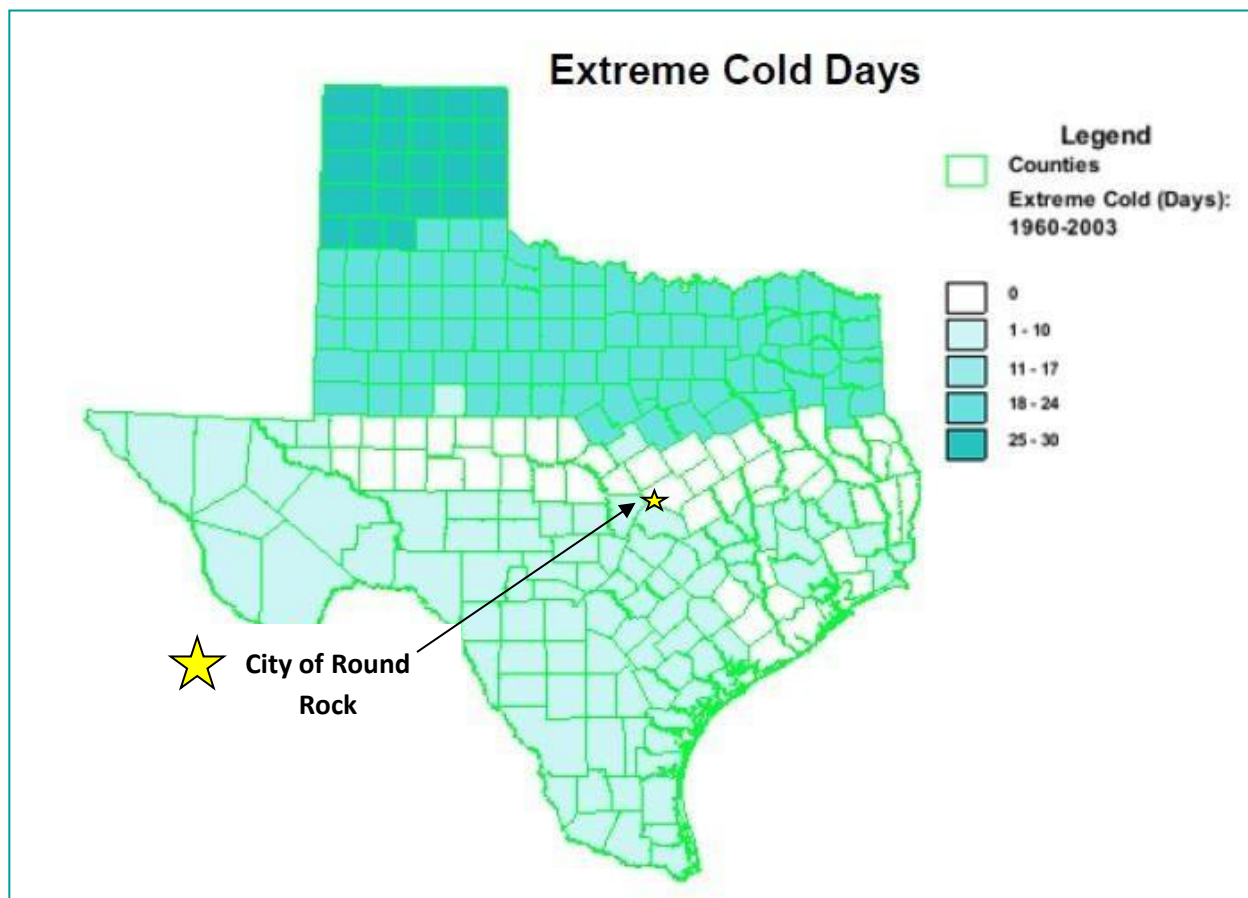 Extreme Cold Days
Legend
Counties
Extreme Cold (Days):
1960-2003
0
1 - 10
11 - 17
18 - 24
25 - 30
City of Round
Rock